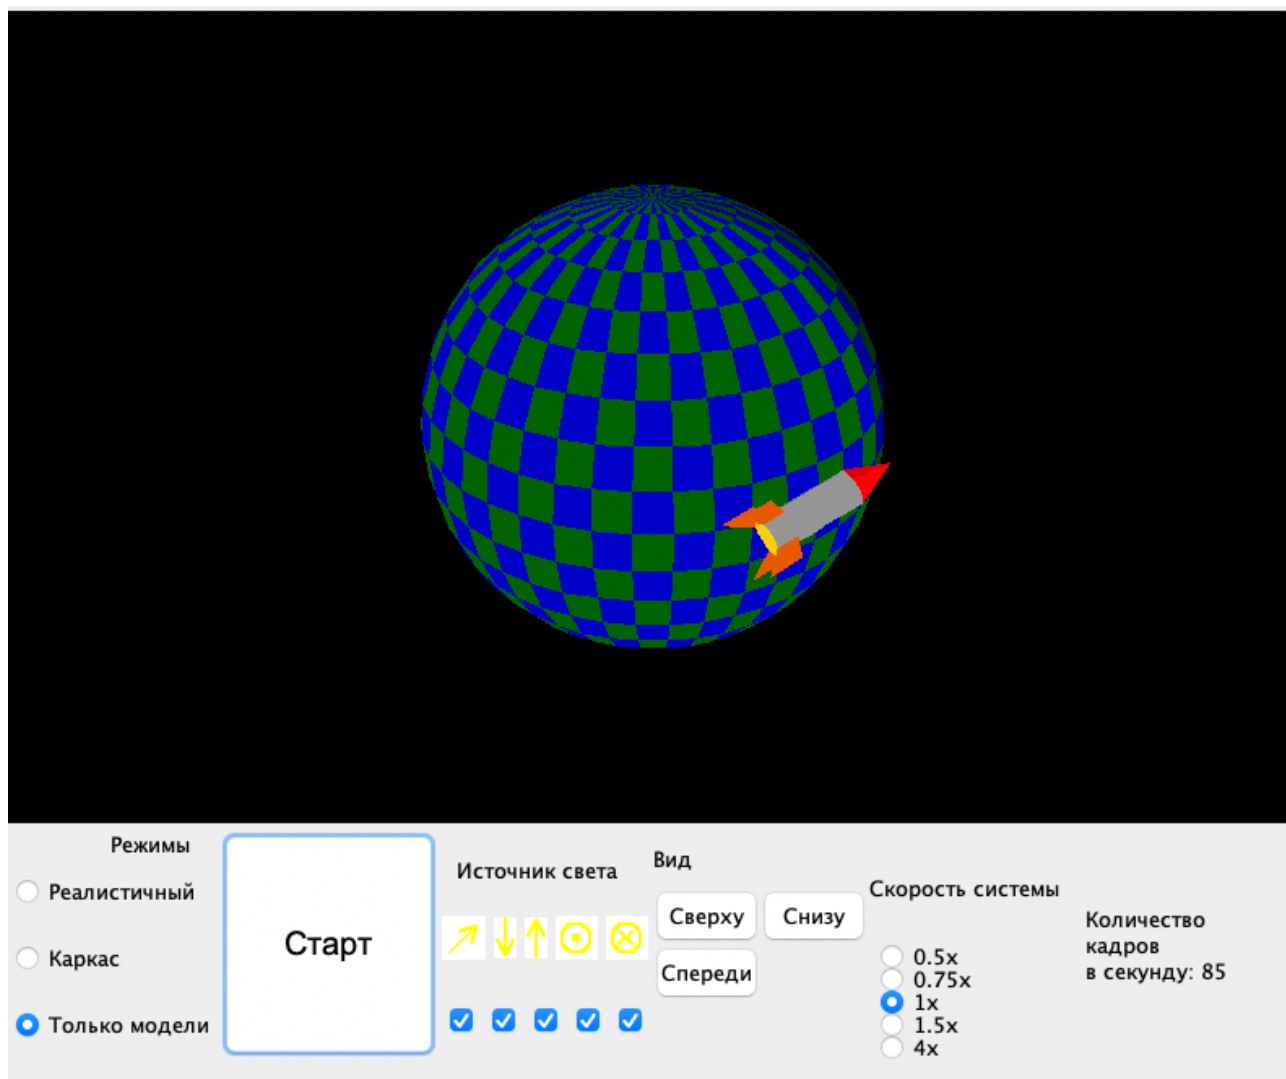 Режимы
Реалистичный
Каркас
Только модели
Старт
Источник света
Вид
Сверху
Снизу
Спереди
Скорость системы
0.5x
0.75x
1x
1.5x
4x
Количество
кадров
в секунду: 85